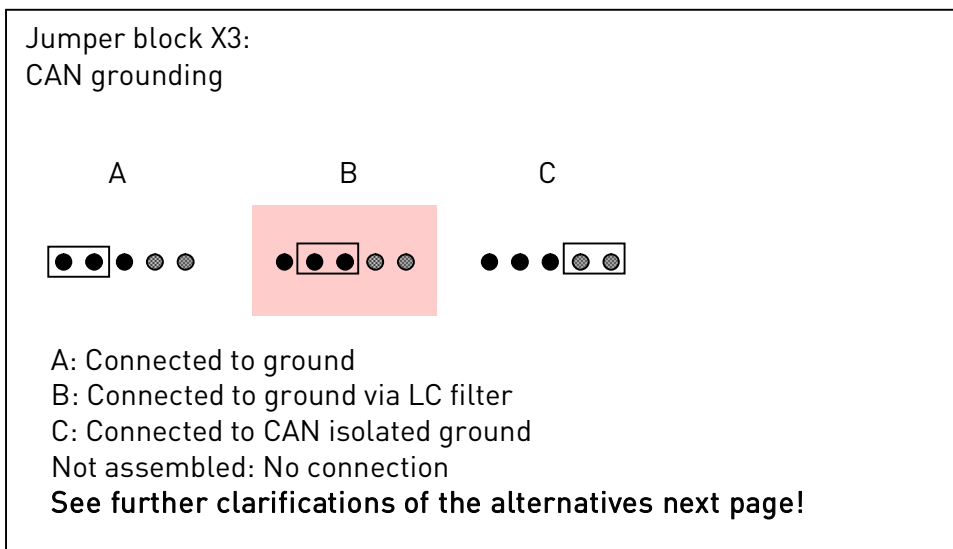 Jumper block X3:
CAN grounding
A B C
A: Connected to ground
B: Connected to ground via LC filter
C: Connected to CAN isolated ground
Not assembled: No connection
See further clarifications of the alternatives next page!